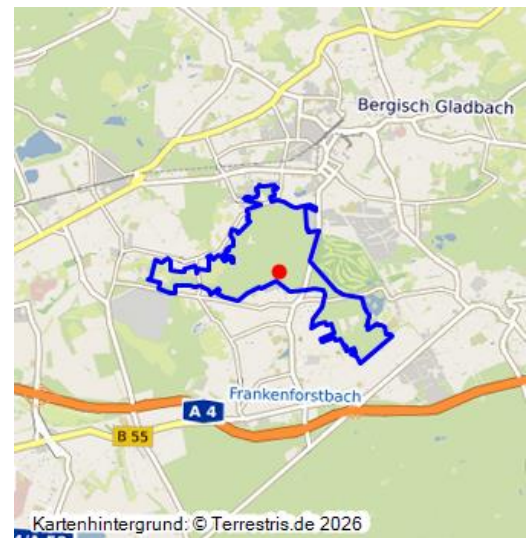 Bergisch Gladbach
Frankenforstbach
A 4
B 55
Kartenhintergrund: © Terrestris.de 2026